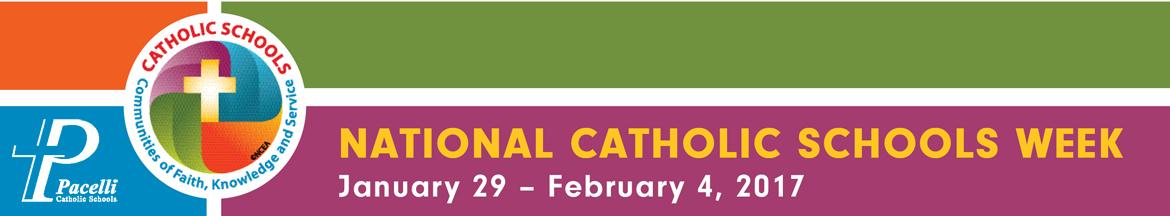 CATHOLIC SCHOOLS
Communities of Faith, Knowledge and Service
©NCEA
P
Pacelli
Catholic Schools
NATIONAL CATHOLIC SCHOOLS WEEK
January 29 – February 4, 2017